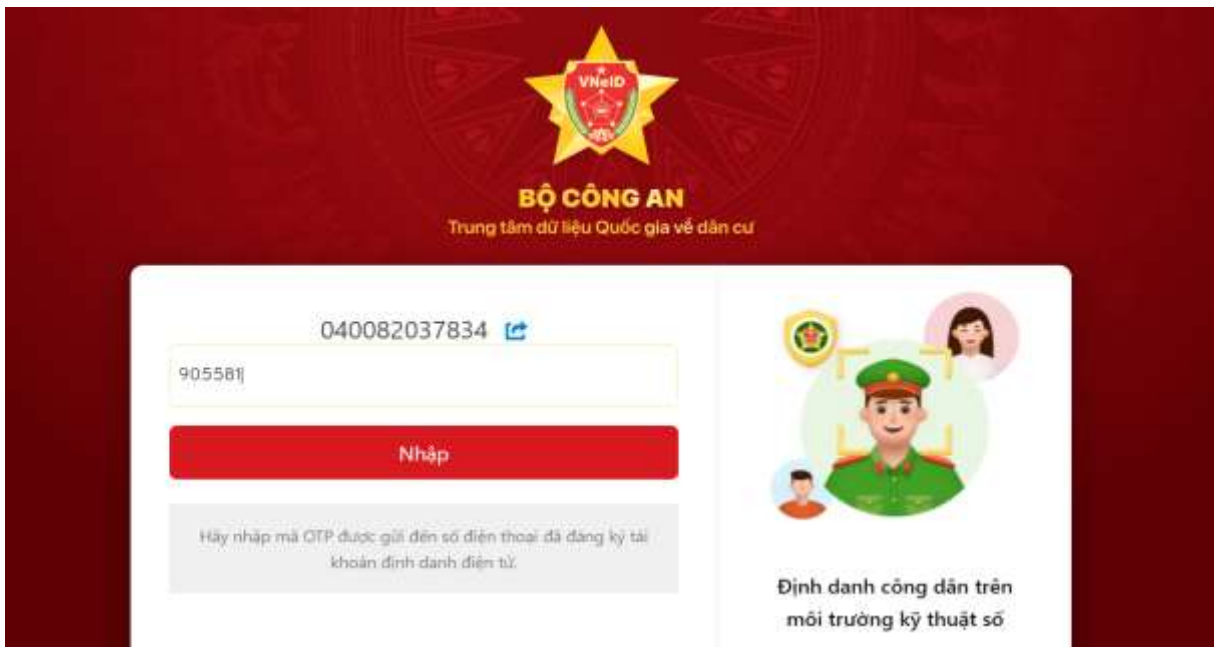 VNeID
BỘ CÔNG AN
Trung tâm dữ liệu Quốc gia về dân cư
040082037834
905581
Nhập
Hãy nhập mã OTP được gửi đến số điện thoại đã đăng ký tài
khoản định danh điện tử.
Định danh công dân trên
môi trường kỹ thuật số